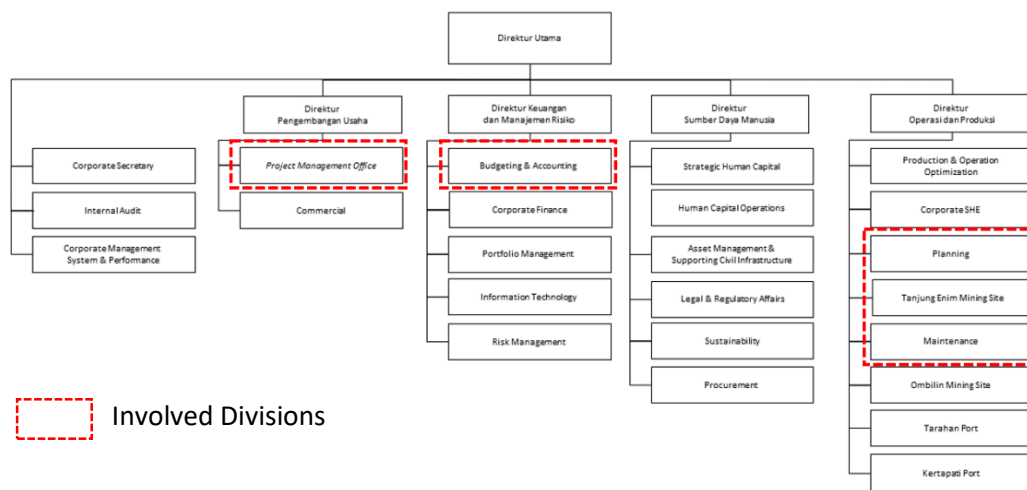 Direktur Utama
Direktur
Pengembangan Usaha
Direktur Keuangan
dan Manajemen Risiko
Direktur
Sumber Daya Manusia
Direktur
Operasi dan Produksi
Corporate Secretary
Internal Audit
Corporate Management
System & Performance
Project Management Office
Commercial
Budgeting & Accounting
Corporate Finance
Portfolio Management
Information Technology
Risk Management
Strategic Human Capital
Human Capital Operations
Asset Management &
Supporting Civil Infrastructure
Legal & Regulatory Affairs
Sustainability
Procurement
Production & Operation
Optimization
Corporate SHE
Planning
Tanjung Enim Mining Site
Maintenance
Ombilin Mining Site
Tarahan Port
Kertapati Port
Involved Divisions